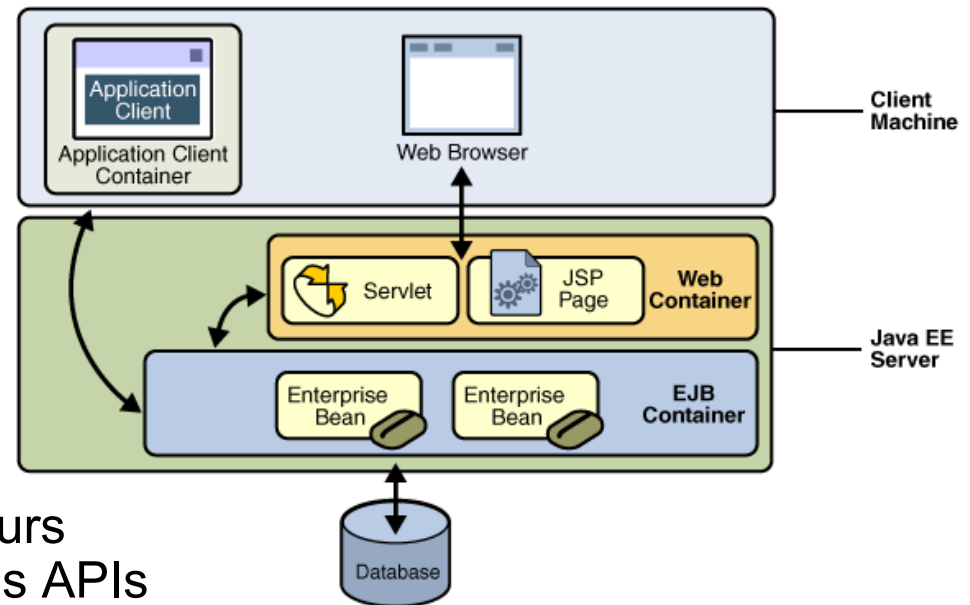 Application
Client
Application Client
Container
Web Browser
Client
Machine
Servlet
JSP
Page
Web
Container
Java EE
Server
Enterprise
Bean
Enterprise
Bean
EJB
Container
urs
s APIs
Database